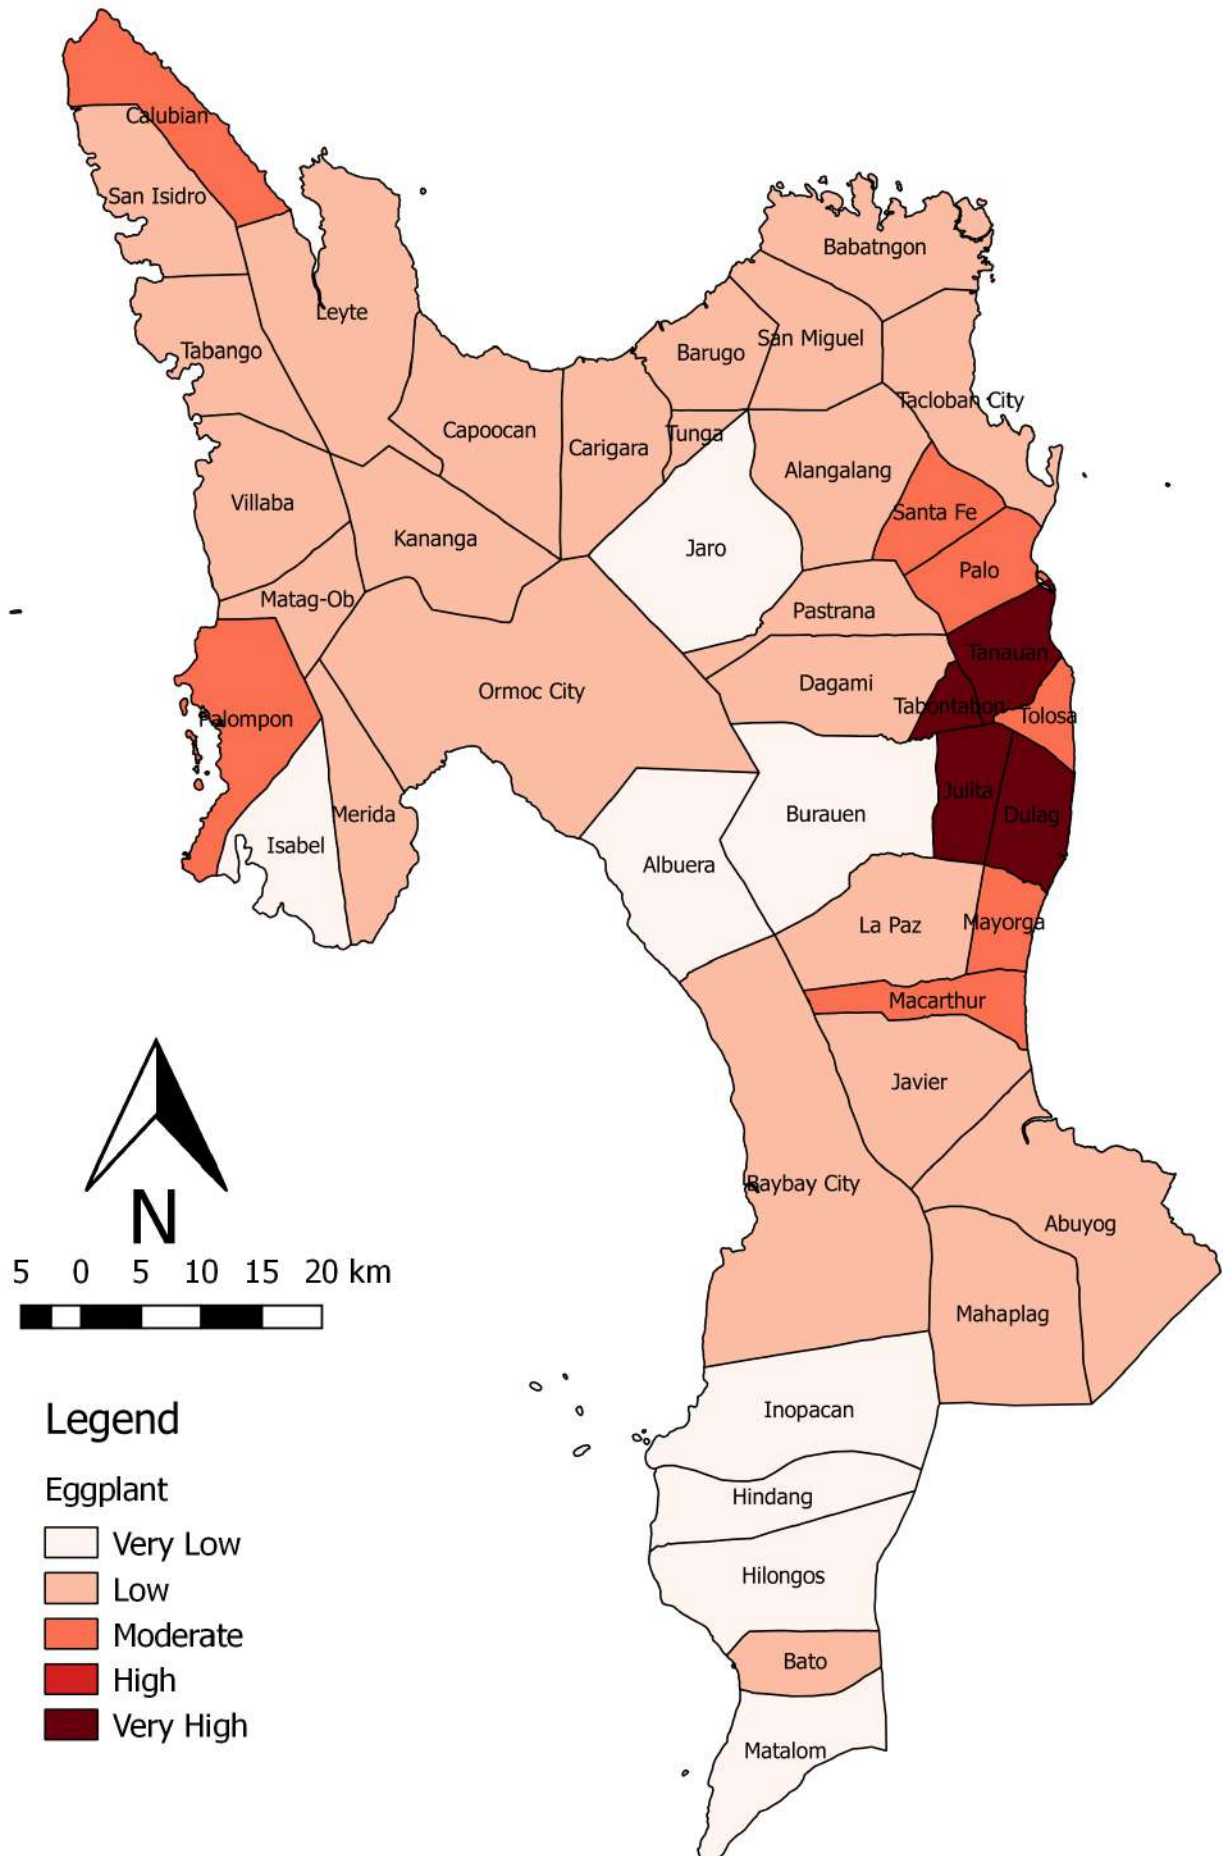 Calubian
San Isidro
Babatngon
Leyte
San Miguel
Tabango
Barugo
Tacloban City
Capoocan
Tunga
Carigara
Alangalang
Villaba
Santa Fe
Kananga
Jaro
Palo
Matag-Ob
Pastrana
Tanauan
Dagami
Ormoc City
Tabontabon
Palompon
Tolosa
Julita
Merida
Burauen
Dulag
Isabel
Albuera
La Paz
Mayorga
Macarthur
Javier
Baybay City
N
Abuyog
5 0 5 10 15 20 km
Mahaplag
Inopacan
Legend
Eggplant
Hindang
Very Low
Hilongos
Low
Moderate
Bato
High
Very High
Matalom